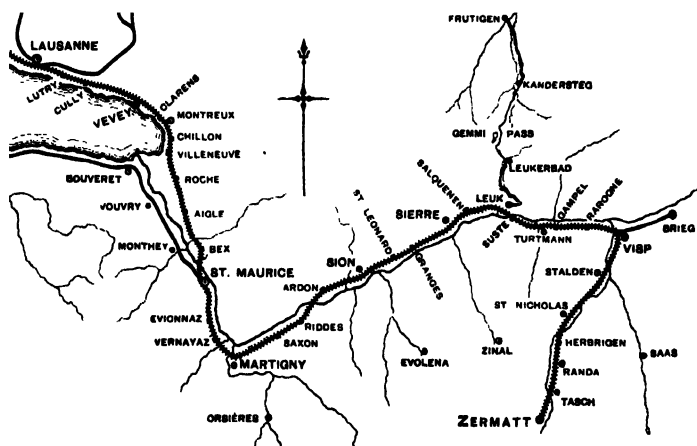 FRUTIGEN
LAUSANNE
LUTRY
CULLY
VEVEY
CLARENS
MONTREUX
CHILLON
VILLENEUVE
ROCHE
BOUVERET
VOUVRY
AIGLE
MONTHEY
BEX
ST. MAURICE
EVIONNAZ
VERNAYAZ
MARTIGNY
ORSIÈRES
SAXON
RIDDES
ARDON
SION
ST LEONARD
GRANGES
SIERRE
SALQUENEN
EVOLENA
ZINAL
KANDERSTEG
GEMMI PASS
LEUKERBAD
LEUK
SUSTE
TURTMANN
GAMPEL
RAROGNE
BRIEG
VISP
STALDEN
ST NICHOLAS
HERBRIGEN
RANDA
SAAS
TASCH
ZERMATT